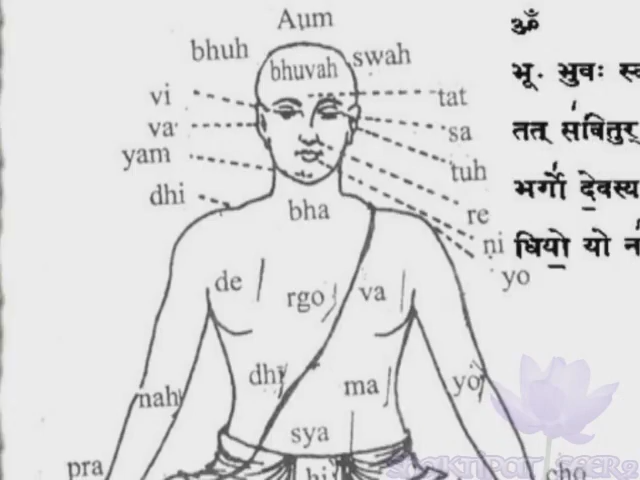 Aum
bhuh
bhuvah
swah
vi
tat
va
sa
yam
tuh
dhi
re
bha
ni
yo
de
rgo
va
dhi
ma
yo
nah
sya
pra
hi
cho
ॐ
भू. भुवः
तत् सवितुर्
भर्गो दे॒वस्य
धियो॒ यो